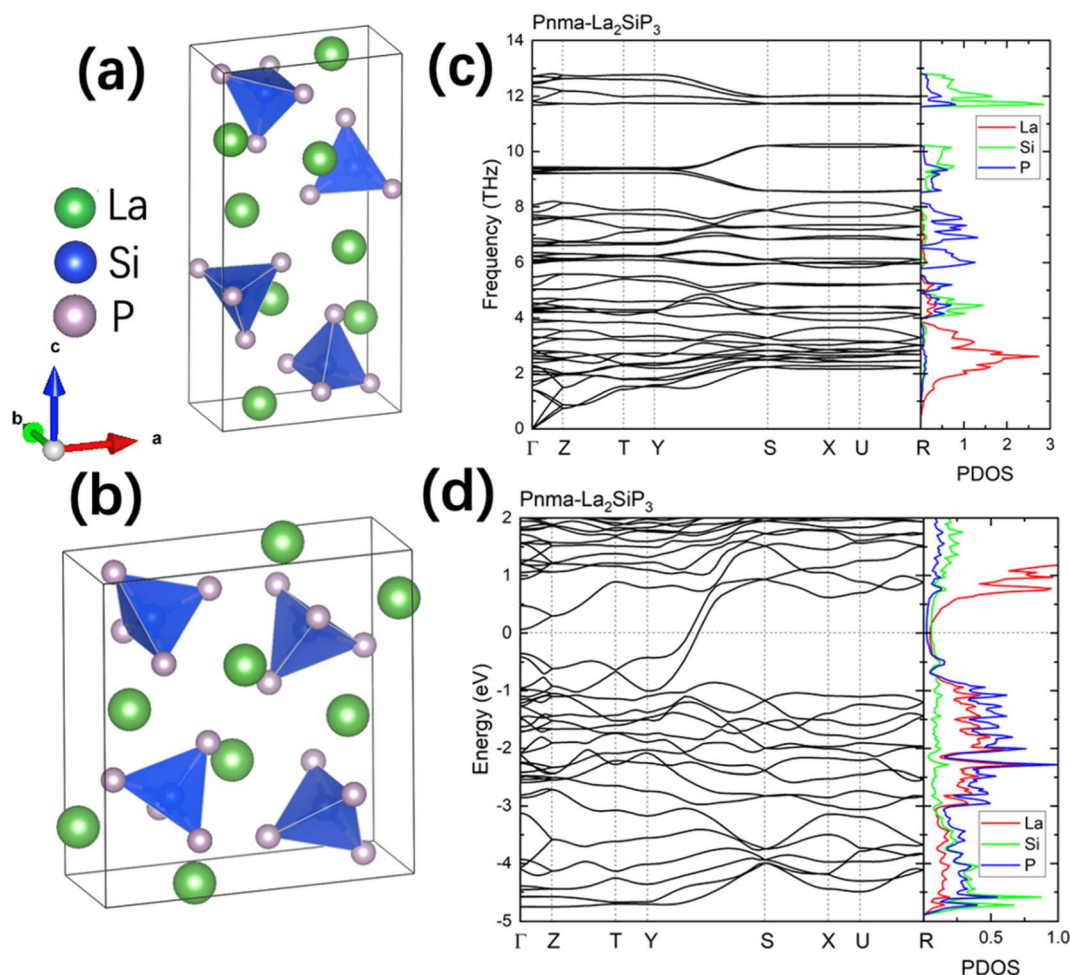 (a)
La
Si
P
c
b
a
(b)
(c)
Pnma-La₂SiP₃
14
12
10
8
6
4
2
0
Frequency (THz)
Γ Z T Y S X U R
La
Si
P
1 2 3
PDOS
(d)
Pnma-La₂SiP₃
2
1
0
-1
-2
-3
-4
-5
Energy (eV)
Γ Z T Y S X U R
La
Si
P
0.5 1.0
PDOS